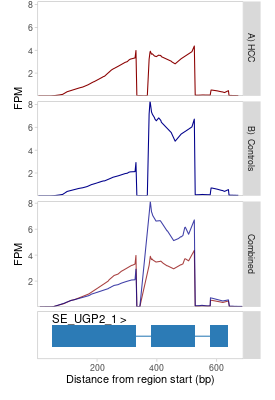 8
6
4
2
A) HCC
8
6
4
2
B) Controls
FPM
8
6
4
2
Combined
FPM
SE_UGP2_1 >
200 400 600
Distance from region start (bp)